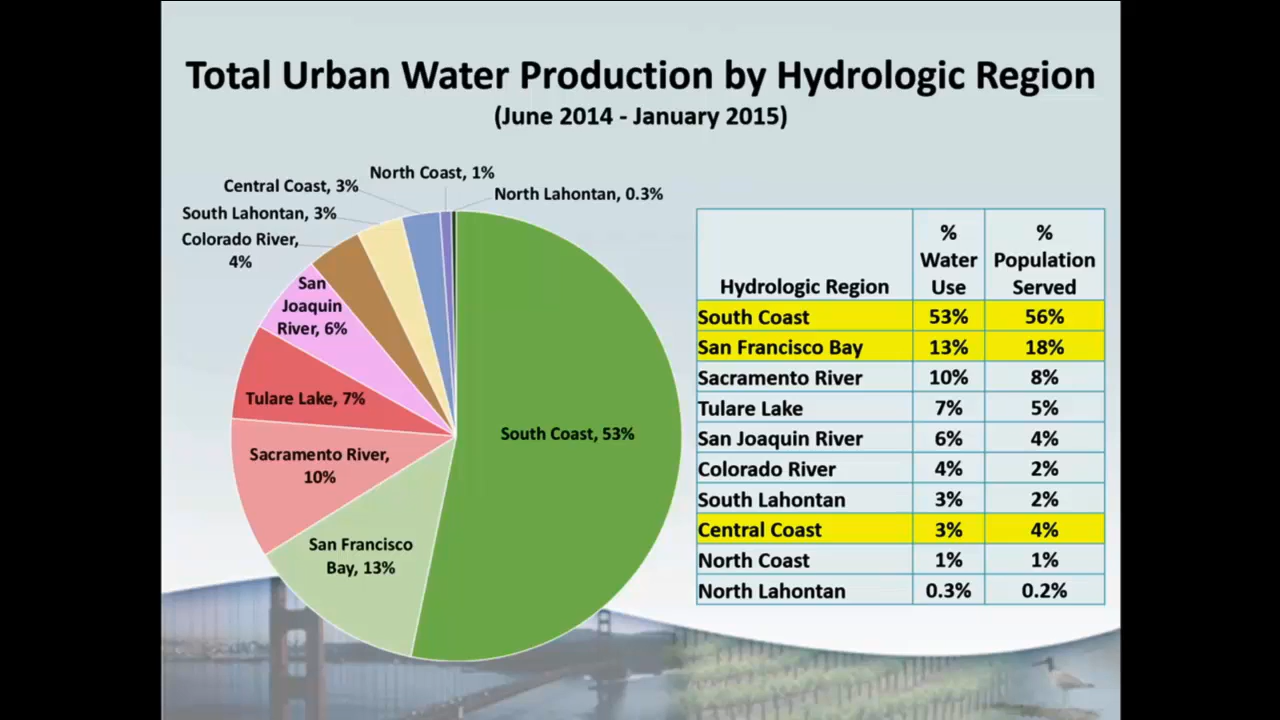 Total Urban Water Production by Hydrologic Region
(June 2014 - January 2015)
North Coast, 1%
Central Coast, 3%
North Lahontan, 0.3%
South Lahontan, 3%
Colorado River,
4%
San
Joaquin
River, 6%
Tulare Lake, 7%
South Coast, 53%
Sacramento River,
10%
San Francisco
Bay, 13%
Hydrologic Region % Water Use % Population Served
South Coast 53% 56%
San Francisco Bay 13% 18%
Sacramento River 10% 8%
Tulare Lake 7% 5%
San Joaquin River 6% 4%
Colorado River 4% 2%
South Lahontan 3% 2%
Central Coast 3% 4%
North Coast 1% 1%
North Lahontan 0.3% 0.2%